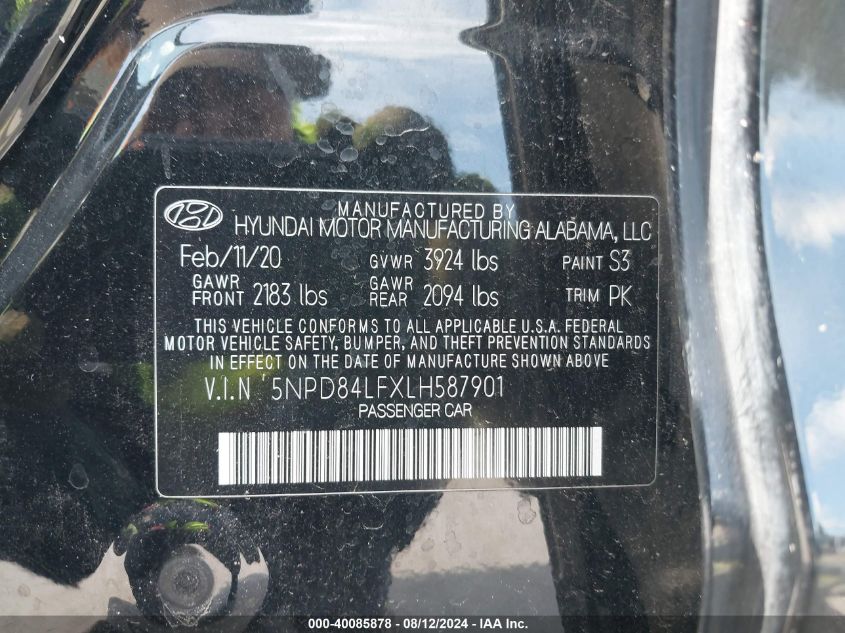 MANUFACTURED BY
HYUNDAI MOTOR MANUFACTURING ALABAMA, LLC
Feb/11/20 GVWR 3924 lbs PAINT S3
GAWR FRONT 2183 lbs GAWR REAR 2094 lbs TRIM PK
THIS VEHICLE CONFORMS TO ALL APPLICABLE U.S.A. FEDERAL
MOTOR VEHICLE SAFETY, BUMPER, AND THEFT PREVENTION STANDARDS
IN EFFECT ON THE DATE OF MANUFACTURE SHOWN ABOVE
V.I.N 5NPD84LFXLH587901
PASSENGER CAR
000-40085878 - 08/12/2024 - IAA Inc.